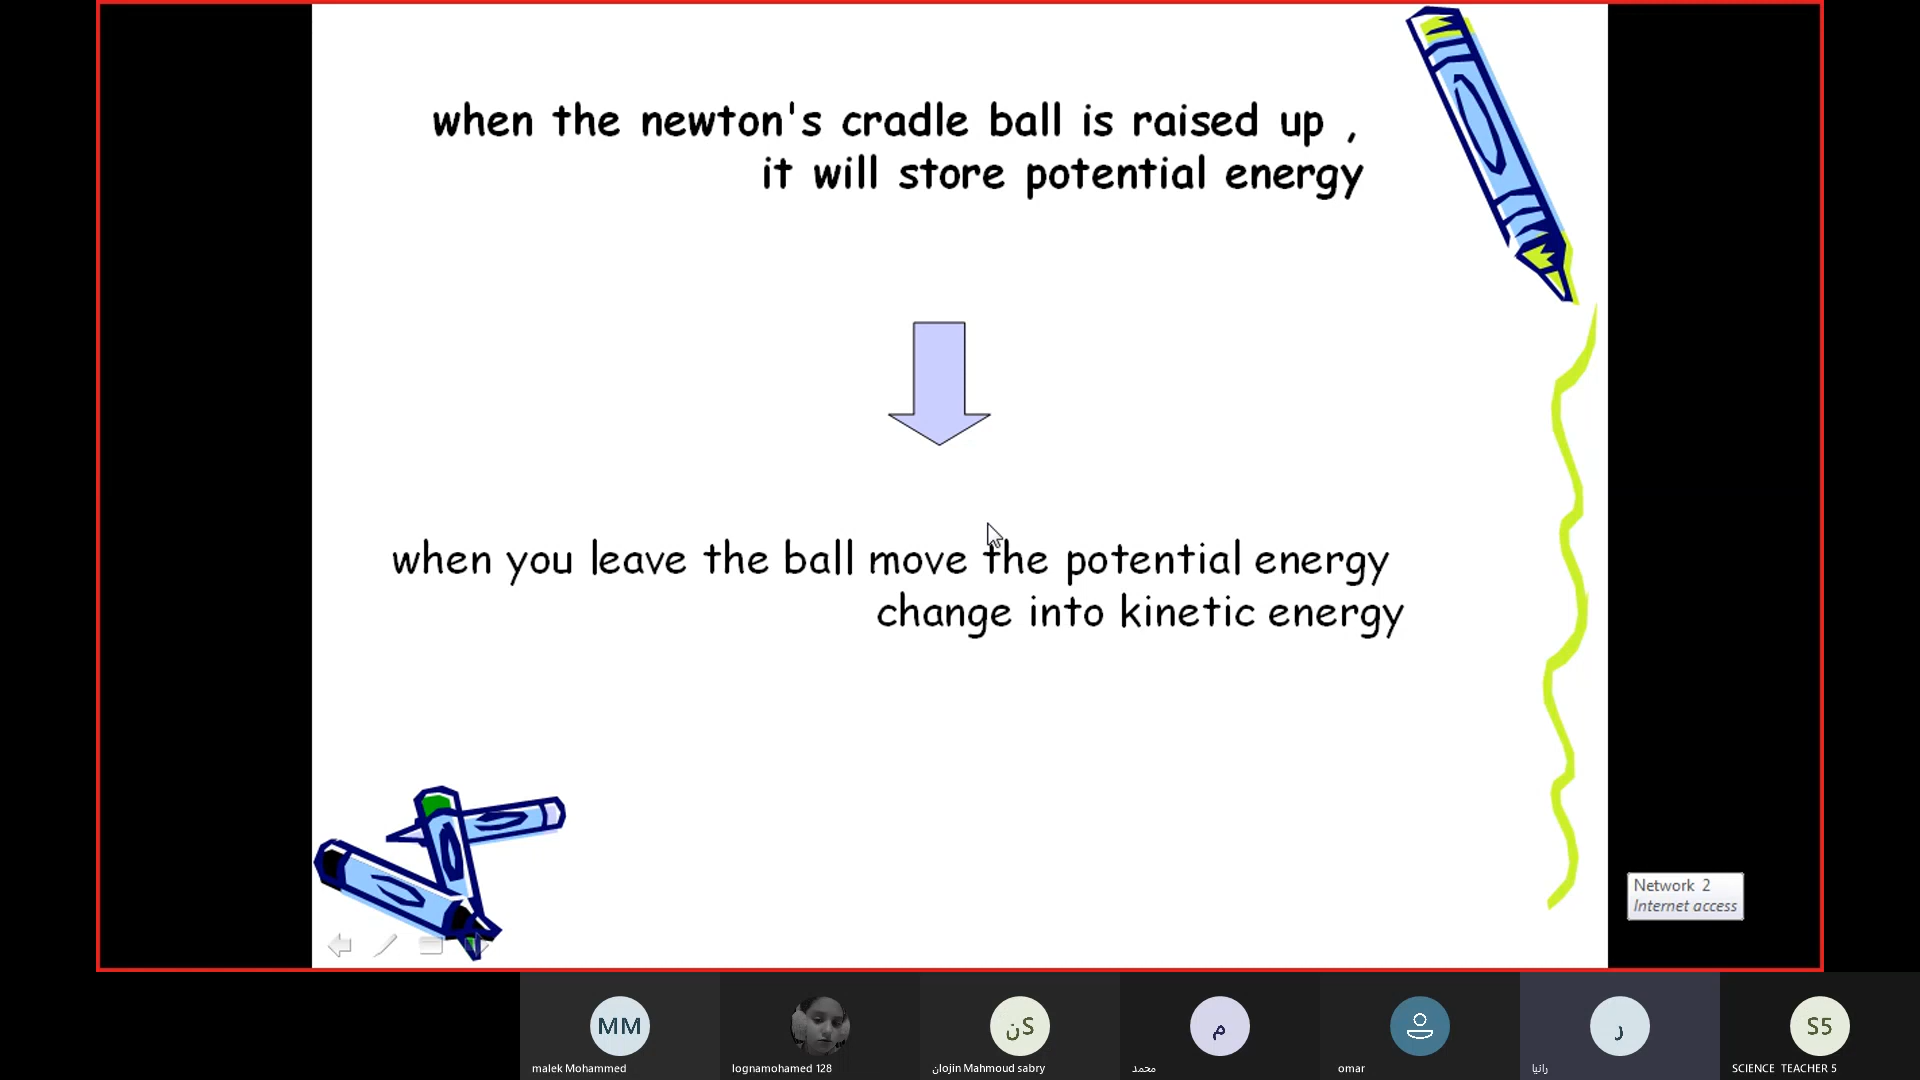 when the newton's cradle ball is raised up ,
it will store potential energy
when you leave the ball move the potential energy
change into kinetic energy
Network 2
Internet access
MM
نS
م
ر
S5
malek Mohammed
lognamohamed 128
نlojin Mahmoud sabry
محمد
omar
رانيا
SCIENCE TEACHER 5